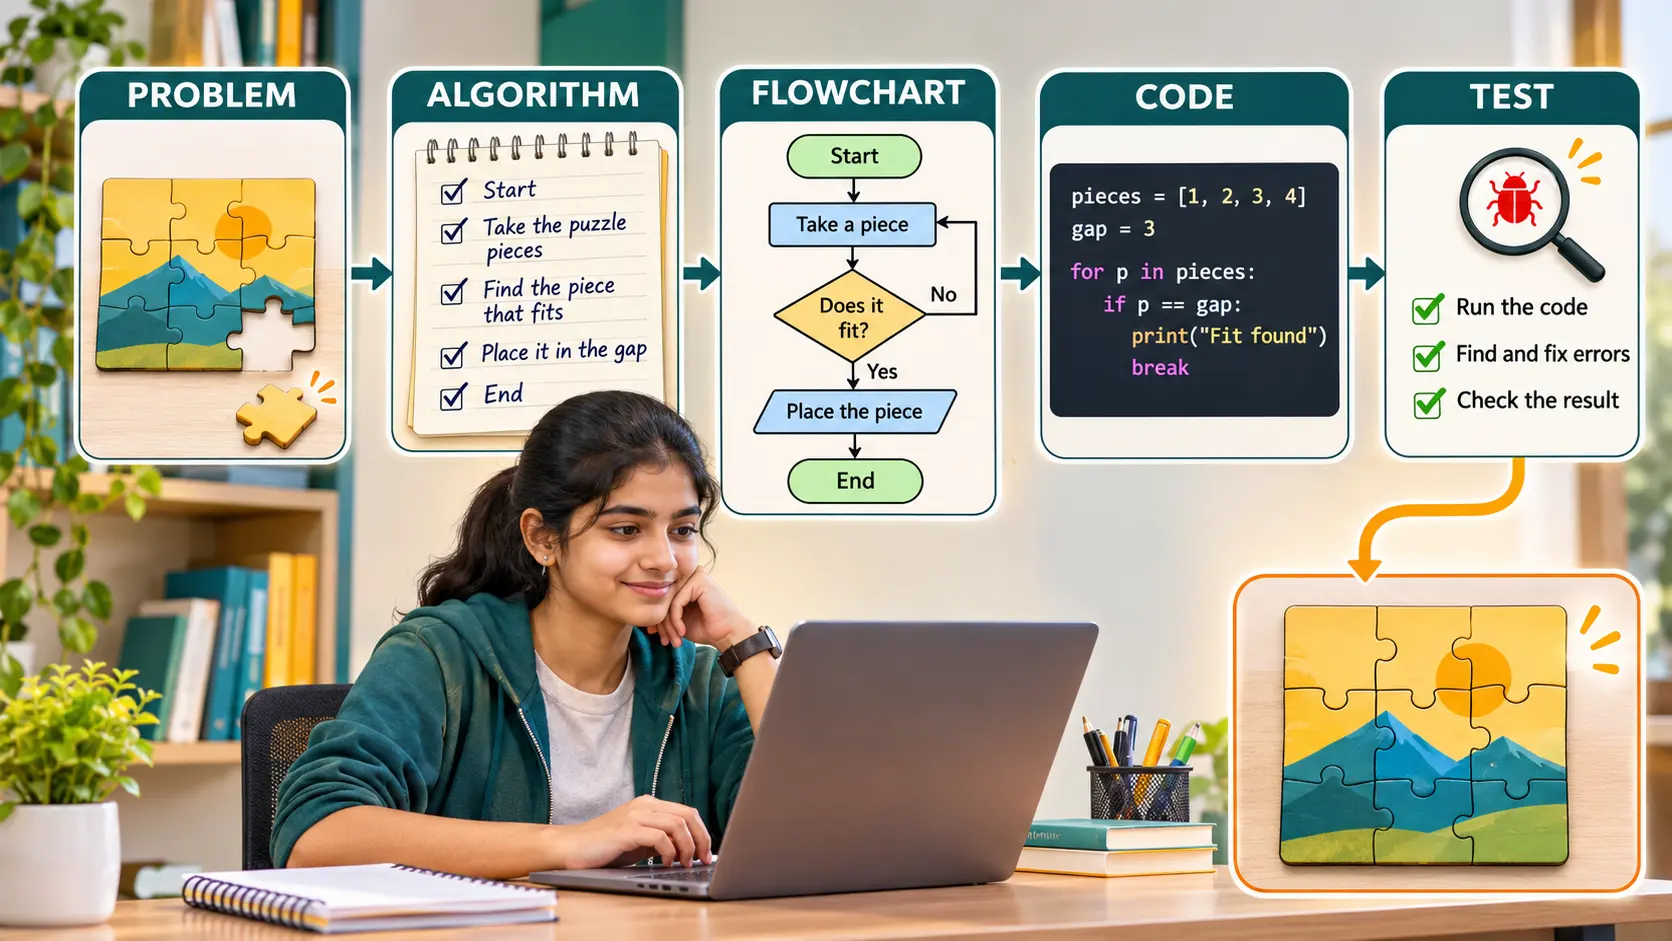 PROBLEM
ALGORITHM
Start
Take the puzzle
pieces
Find the piece
that fits
Place it in the gap
End
FLOWCHART
Start
Take a piece
Does it
fit?
No
Yes
Place the piece
End
CODE
pieces = [1, 2, 3, 4]
gap = 3
for p in pieces:
if p == gap:
print("Fit found")
break
TEST
Run the code
Find and fix errors
Check the result